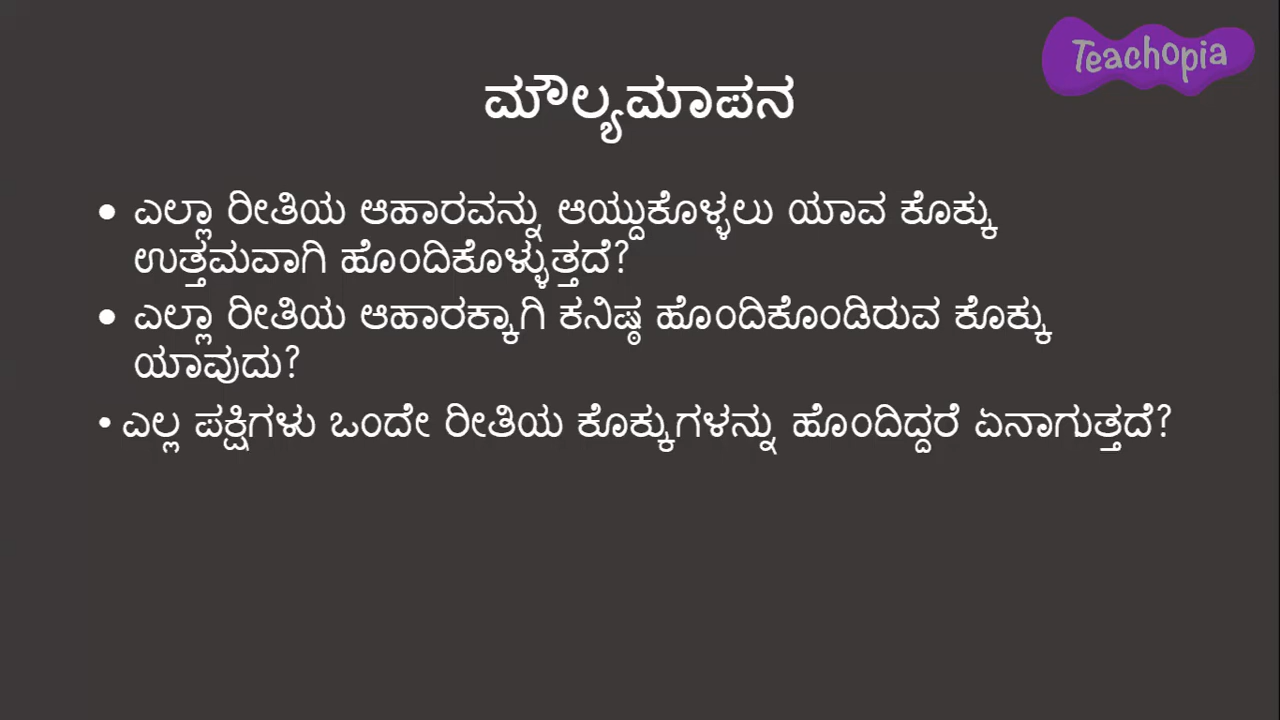 Teachopia
ಮೌಲ್ಯಮಾಪನ
• ಎಲ್ಲಾ ರೀತಿಯ ಆಹಾರವನ್ನು ಆಯ್ದುಕೊಳ್ಳಲು ಯಾವ ಕೊಕ್ಕು
ಉತ್ತಮವಾಗಿ ಹೊಂದಿಕೊಳ್ಳುತ್ತದೆ?
• ಎಲ್ಲಾ ರೀತಿಯ ಆಹಾರಕ್ಕಾಗಿ ಕನಿಷ್ಠ ಹೊಂದಿಕೊಂಡಿರುವ ಕೊಕ್ಕು
ಯಾವುದು?
• ಎಲ್ಲ ಪಕ್ಷಿಗಳು ಒಂದೇ ರೀತಿಯ ಕೊಕ್ಕುಗಳನ್ನು ಹೊಂದಿದ್ದರೆ ಏನಾಗುತ್ತದೆ?